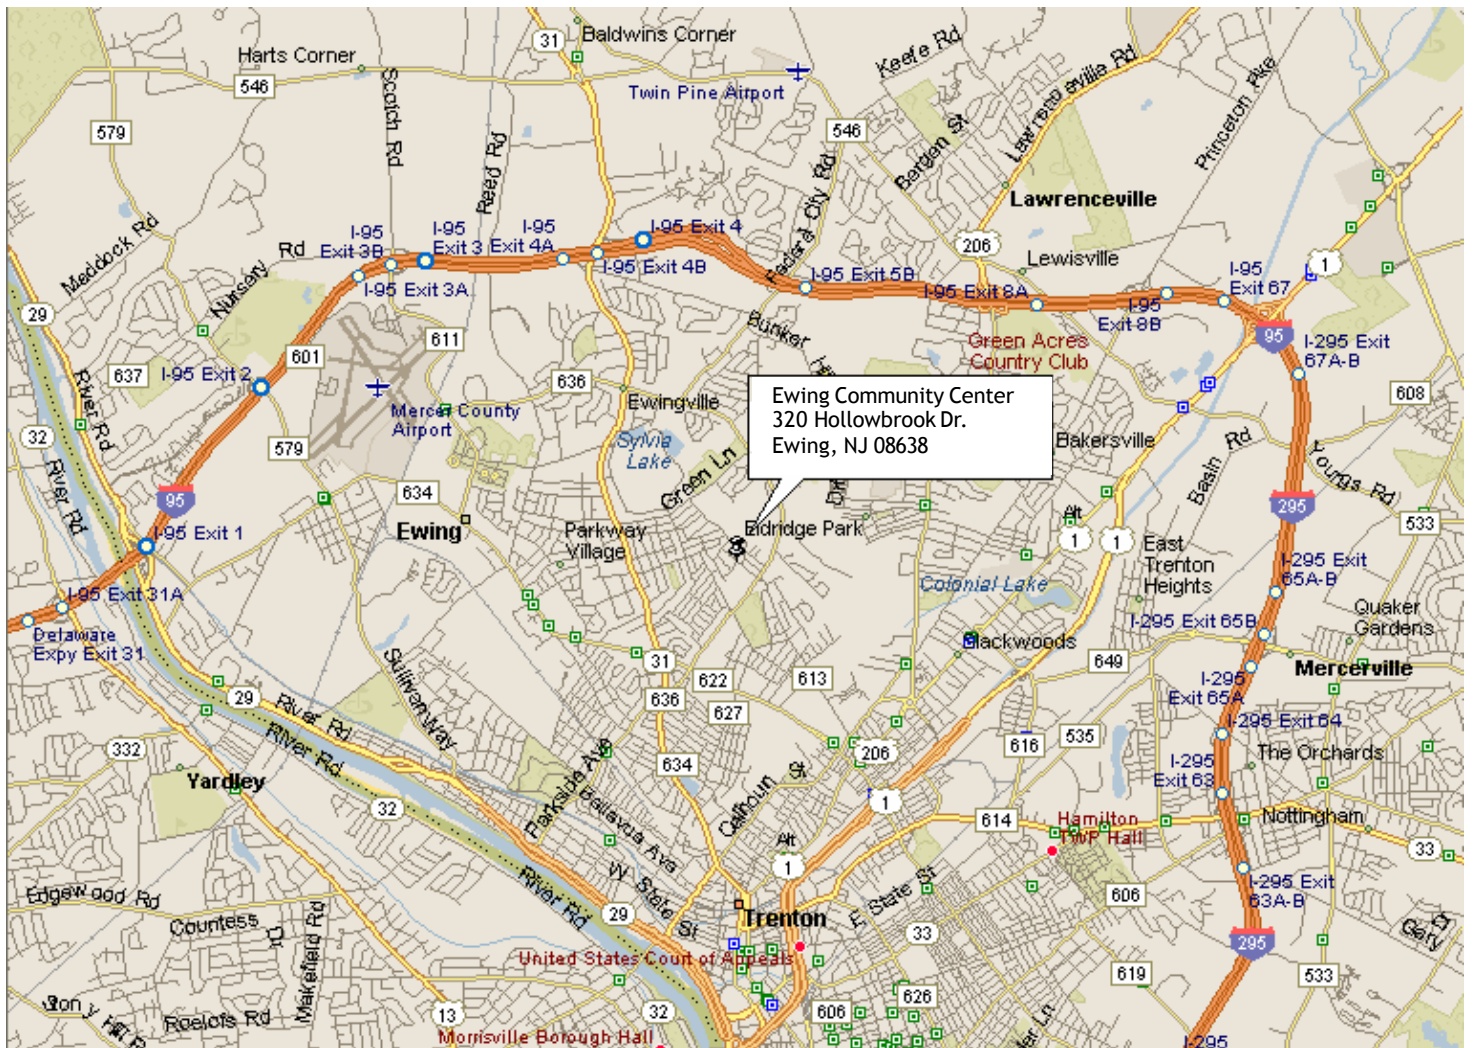 31
Baldwins Corner
Harts Corner
546
Scotch Rd
Twin Pine Airport
Keefe Rd
Lawrenceville Rd
Princeton Pike
579
Reed Rd
546
Bergen St
Federal City Rd
Lawrenceville
Meddock Rd
Nursery Rd
I-95
Exit 3B
I-95
Exit 3
I-95
Exit 4A
I-95 Exit 4
I-95 Exit 4B
I-95 Exit 3A
206
Lewisville
I-95 Exit 5B
I-95 Exit 8A
I-95
Exit 8B
I-95
Exit 67
1
29
601
611
637
I-95 Exit 2
Mercer County
Airport
636
Ewingville
Bunker
Green Acres
Country Club
95
I-295 Exit
67A-B
608
River Rd
32
River Rd
579
Sylvia
Lake
Green Ln
Ewing Community Center
320 Hollowbrook Dr.
Ewing, NJ 08638
Bakersville
Basin Rd
Youngs Rd
95
634
Ewing
Parkway
Village
Eldridge Park
Alt
1
1
295
533
I-95 Exit 1
East
Trenton
Heights
I-295 Exit
65A-B
I-95 Exit 31A
Delaware
Expy Exit 31
Colonial Lake
Quaker
Gardens
I-295 Exit 65B
Slackwoods
649
Mercerville
31
622
613
636
627
I-295
Exit 65A
Sullivan Way
29
River Rd
River Rd
332
Yardley
634
206
616
535
I-295 Exit 64
The Orchards
I-295
Exit 63
Parkside Ave
Bellevue Ave
Calhoun St
32
1
Alt
1
614
Hamilton
TWP Hall
Nottingham
33
Edgewood Rd
Countess Dr
Makefield Rd
W State St
River Rd
29
Trenton
E State St
606
I-295 Exit
63A-B
33
Gary Dr
295
United States Court of Appeals
619
533
Roelofs Rd
13
32
Morrisville Borough Hall
606
626
I-295